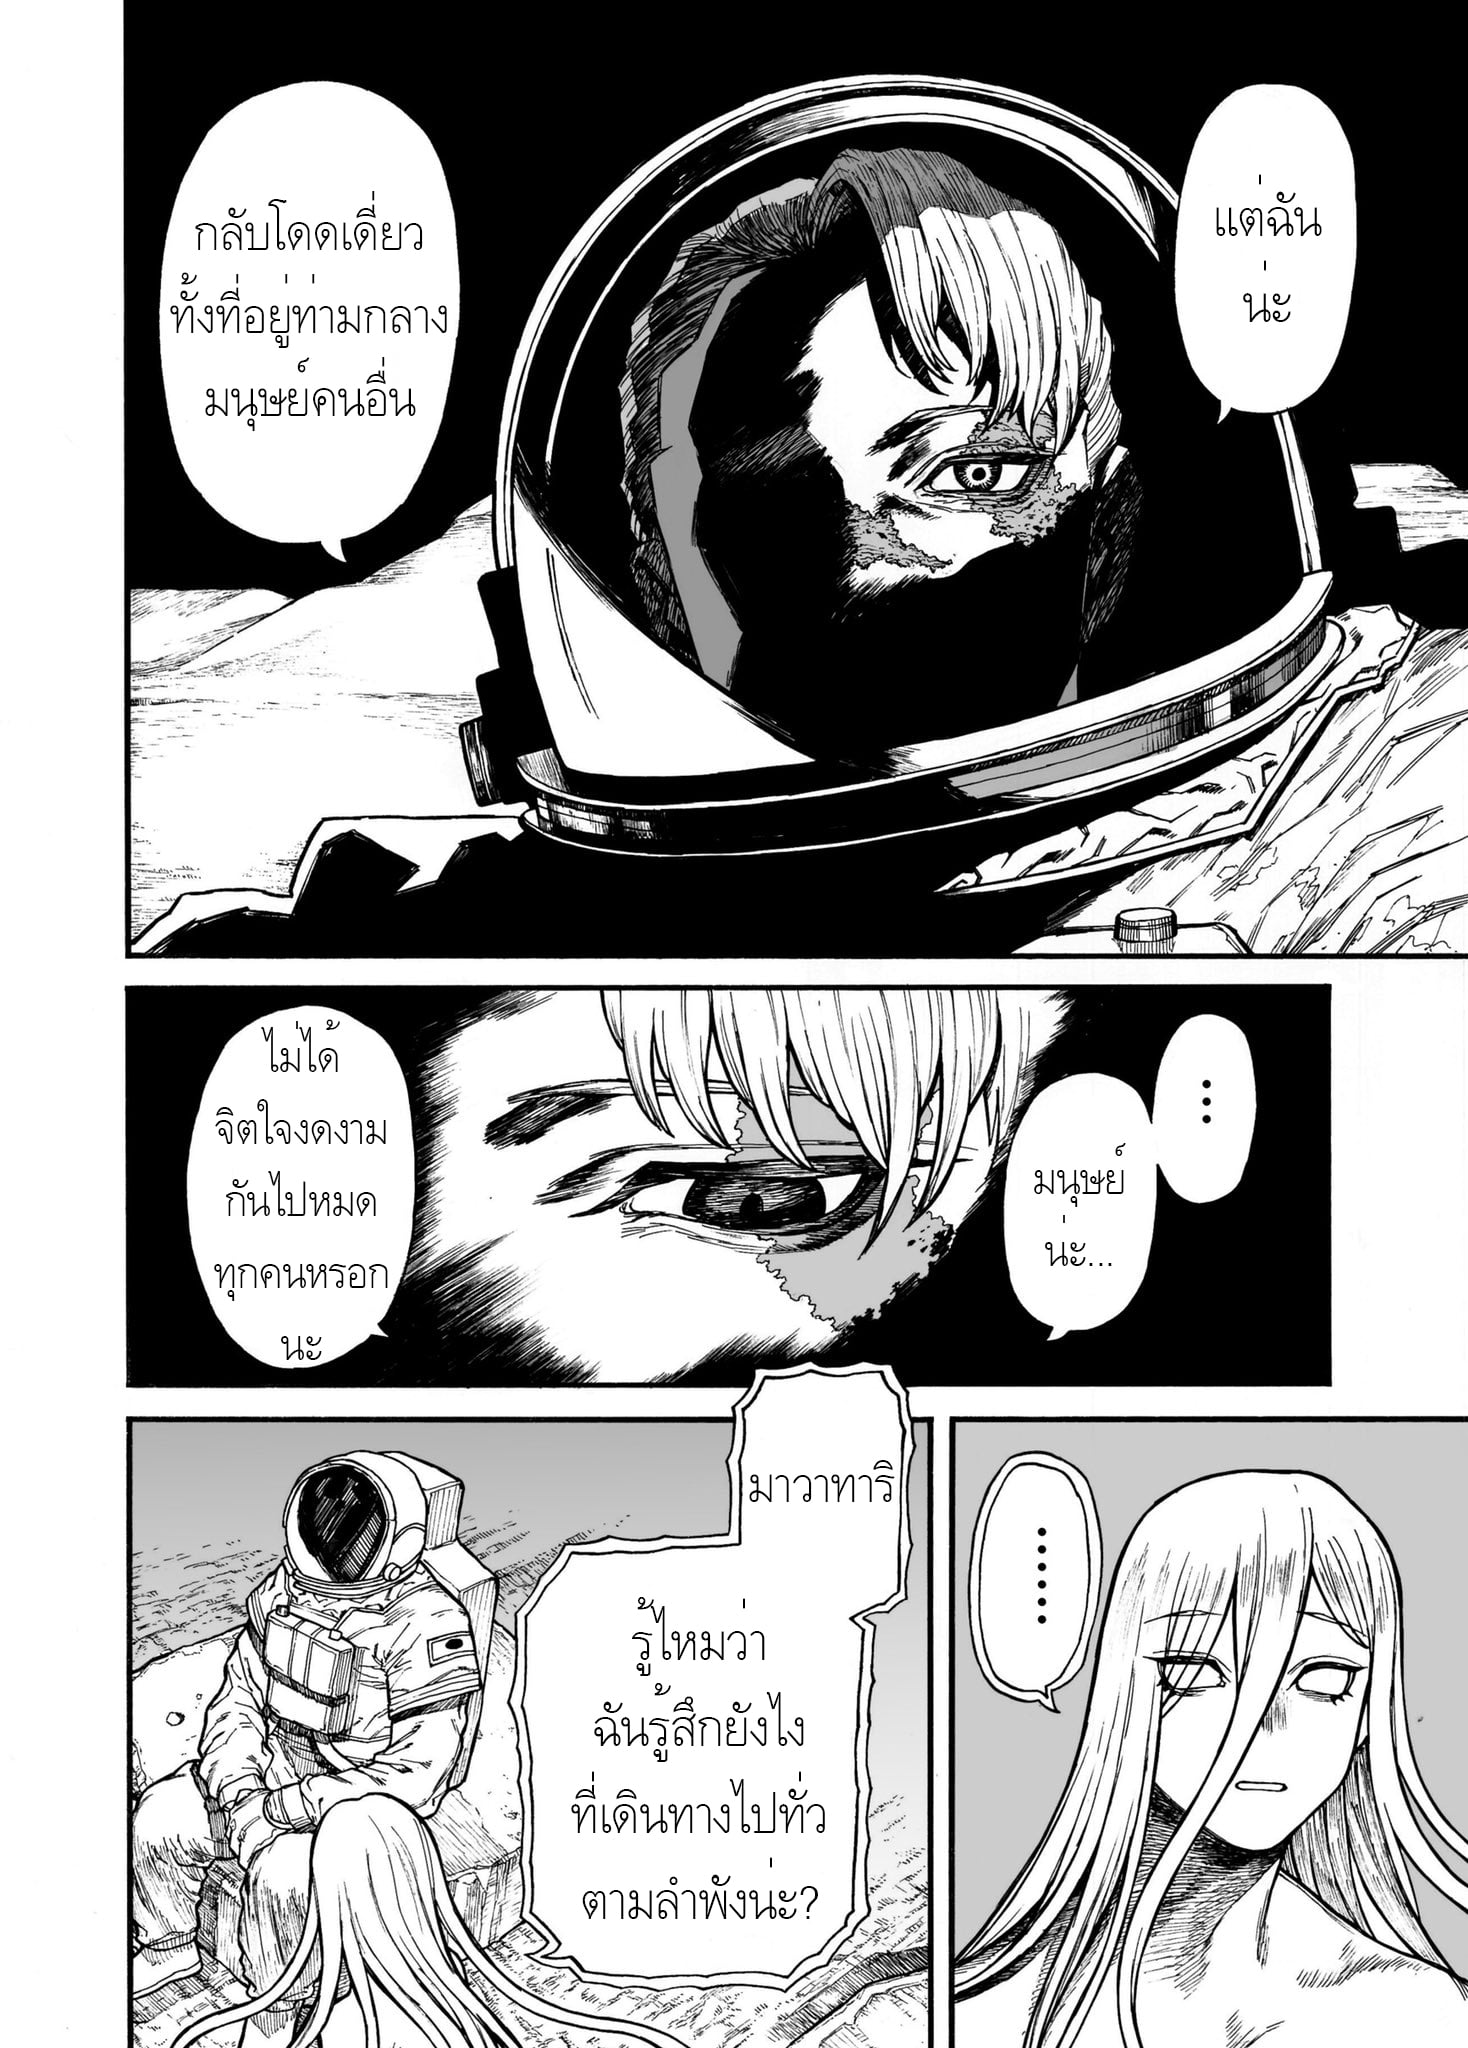 แต่ฉัน
น่ะ
กลับโดดเดี่ยว
ทั้งที่อยู่ท่ามกลาง
มนุษย์คนอื่น
...
มนุษย์
น่ะ...
ไม่ได้
จิตใจงดงาม
กันไปหมด
ทุกคนหรอก
นะ
......
มาวาทาริ
รู้ไหมว่า
ฉันรู้สึกยังไง
ที่เดินทางไปทั่ว
ตามลำพังน่ะ?